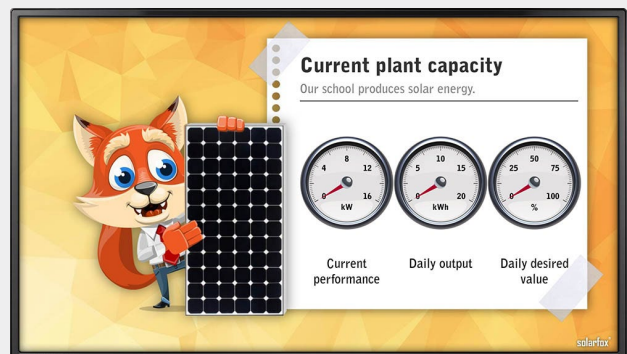 Current plant capacity
Our school produces solar energy.
8
4 12
0 16
kW
10
5 15
0 20
kWh
50
25 75
0 100
%
Current
performance
Daily output
Daily desired
value
solarfox